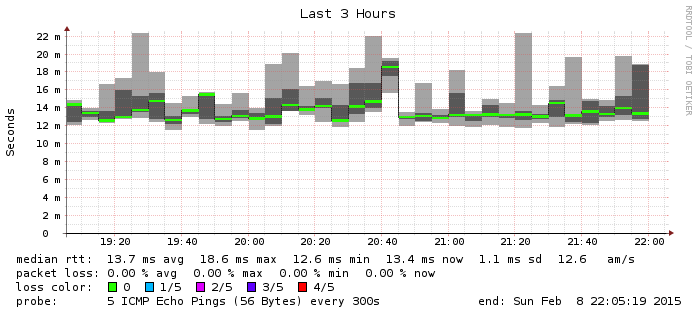 Last 3 Hours
RRDTOOL / TOBI OETIKER
Seconds
22 m
20 m
18 m
16 m
14 m
12 m
10 m
8 m
6 m
4 m
2 m
0
19:20 19:40 20:00 20:20 20:40 21:00 21:20 21:40 22:00
median rtt: 13.7 ms avg 18.6 ms max 12.6 ms min 13.4 ms now 1.1 ms sd 12.6 am/s
packet loss: 0.00 % avg 0.00 % max 0.00 % min 0.00 % now
loss color: 0 1/5 2/5 3/5 4/5
probe: 5 ICMP Echo Pings (56 Bytes) every 300s end: Sun Feb 8 22:05:19 2015